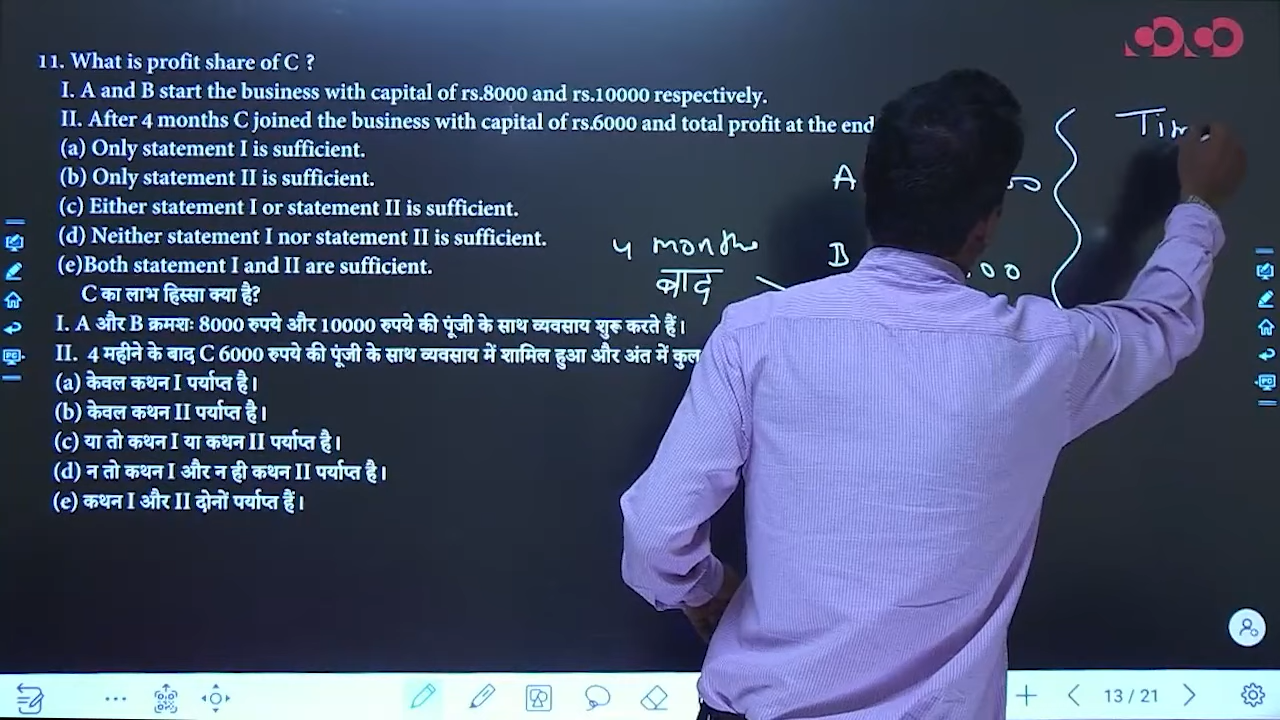 11. What is profit share of C ?
I. A and B start the business with capital of rs.8000 and rs.10000 respectively.
II. After 4 months C joined the business with capital of rs.6000 and total profit at the end
(a) Only statement I is sufficient.
(b) Only statement II is sufficient.
(c) Either statement I or statement II is sufficient.
(d) Neither statement I nor statement II is sufficient.
(e)Both statement I and II are sufficient.
C का लाभ हिस्सा क्या है?
I. A और B क्रमशः 8000 रुपये और 10000 रुपये की पूंजी के साथ व्यवसाय शुरू करते हैं।
II. 4 महीने के बाद C 6000 रुपये की पूंजी के साथ व्यवसाय में शामिल हुआ और अंत में कुल
(a) केवल कथन I पर्याप्त है।
(b) केवल कथन II पर्याप्त है।
(c) या तो कथन I या कथन II पर्याप्त है।
(d) न तो कथन I और न ही कथन II पर्याप्त है।
(e) कथन I और II दोनों पर्याप्त हैं।
A
B 00
4 months
बाद
13 / 21